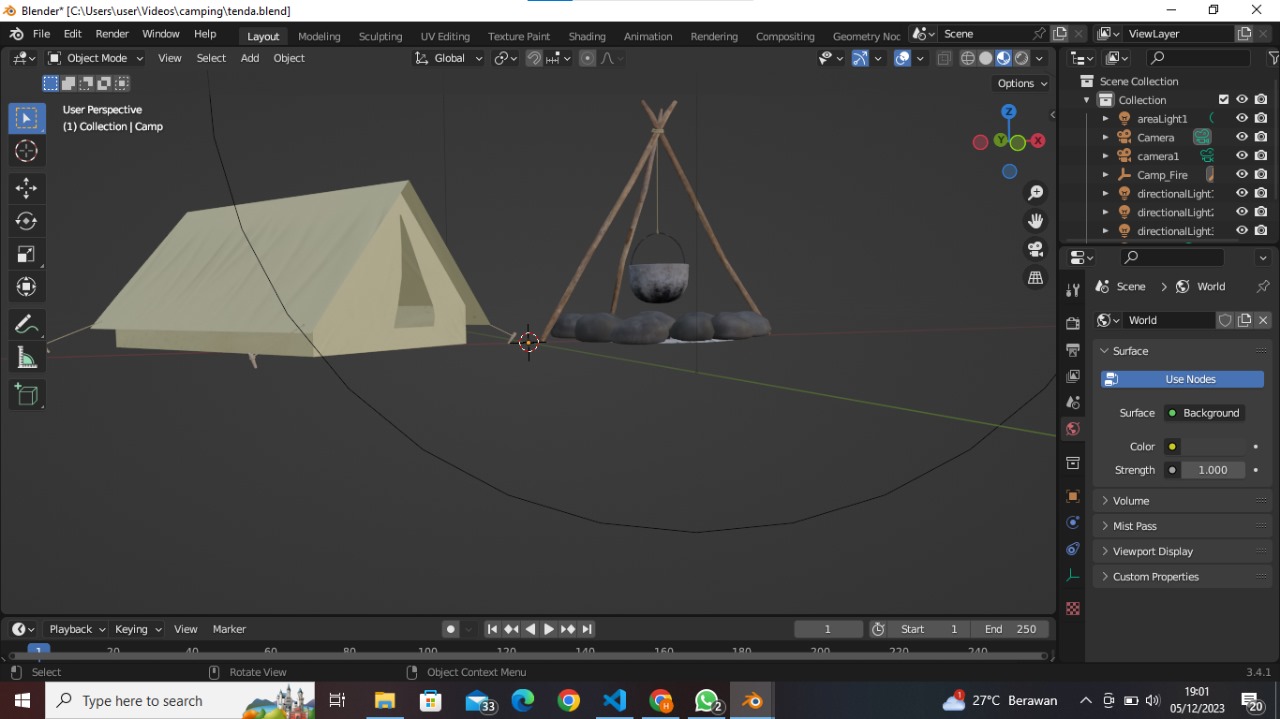 Blender* [C:\Users\user\Videos\camping\tenda.blend]
File Edit Render Window Help Layout Modeling Sculpting UV Editing Texture Paint Shading Animation Rendering Compositing Geometry Noc Scene ViewLayer
Object Mode View Select Add Object Global
Options
User Perspective
(1) Collection | Camp
Z
Y
X
Scene Collection
Collection
areaLight1
Camera
camera1
Camp_Fire
directionalLight1
directionalLight2
directionalLight3
Scene World
World
Surface
Use Nodes
Surface Background
Color
Strength 1.000
Volume
Mist Pass
Viewport Display
Custom Properties
Playback Keying View Marker 1 Start 1 End 250
1 20 40 60 80 100 120 140 160 180 200 220 240
Select Rotate View Object Context Menu 3.4.1
Type here to search 33 2 1 27°C Berawan 19:01
05/12/2023 20